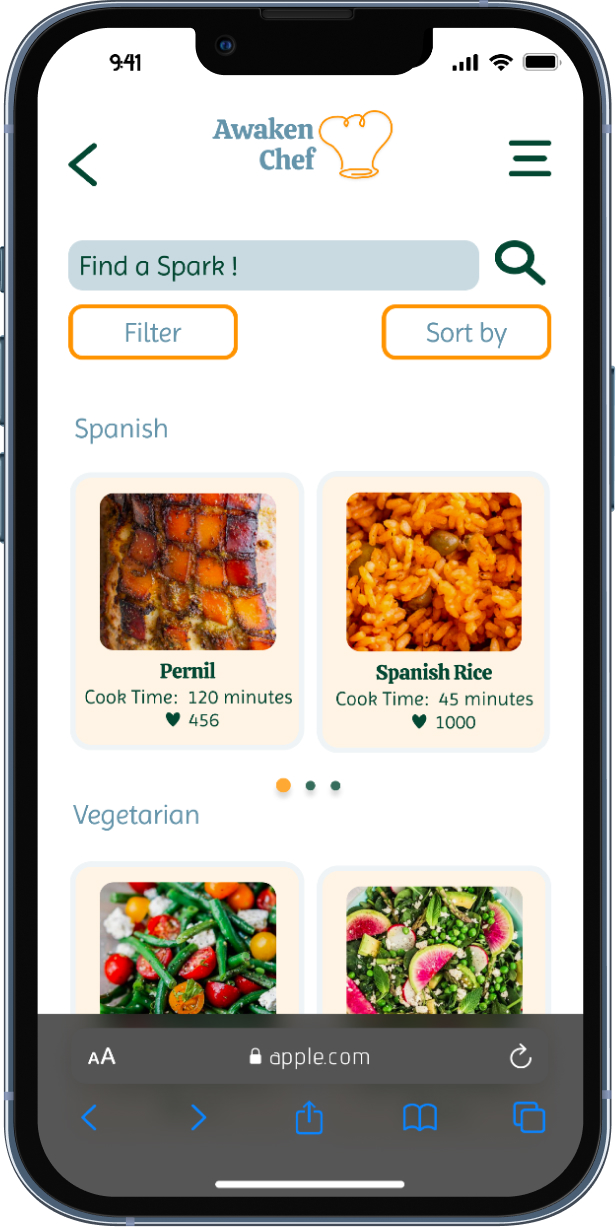 9:41
Awaken
Chef
Find a Spark !
Filter
Sort by
Spanish
Pernil
Cook Time: 120 minutes
456
Spanish Rice
Cook Time: 45 minutes
1000
Vegetarian
AA
apple.com